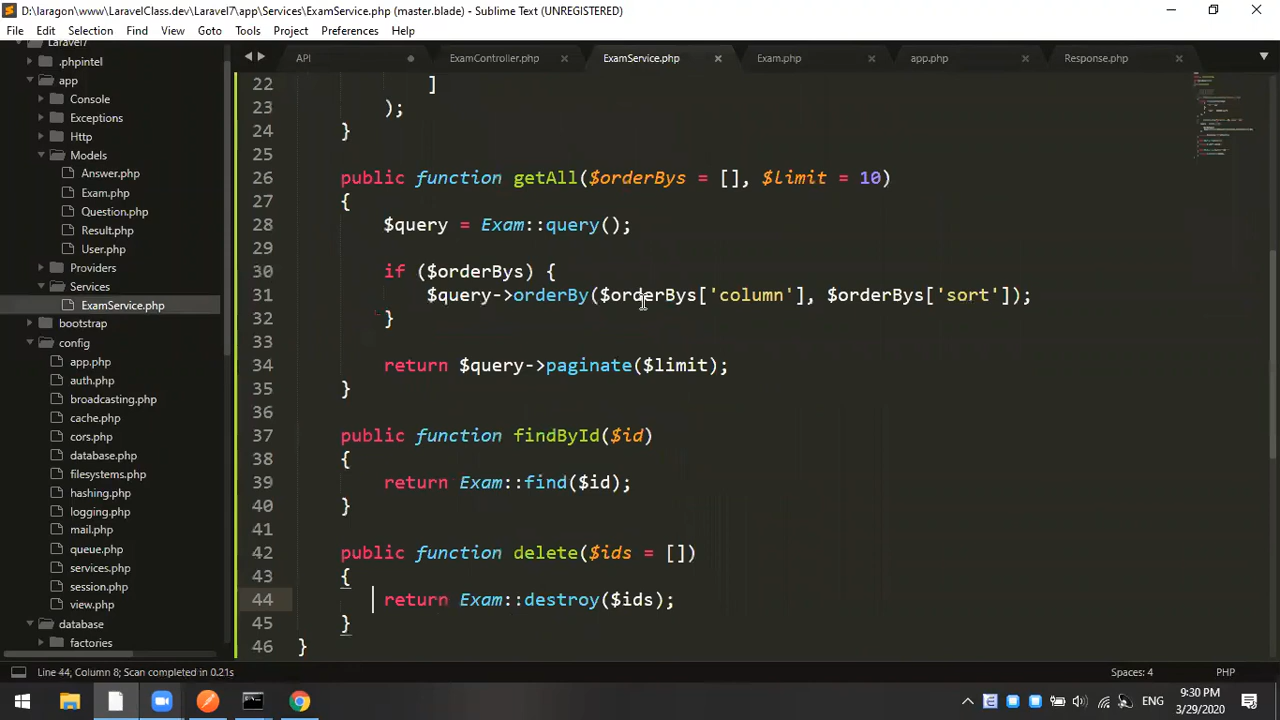 D:\laragon\www\LaravelClass.dev\Laravel7\app\Services\ExamService.php (master.blade) - Sublime Text (UNREGISTERED)
File Edit Selection Find View Goto Tools Project Preferences Help
Laravel7
.phpintel
app
Console
Exceptions
Http
Models
Answer.php
Exam.php
Question.php
Result.php
User.php
Providers
Services
ExamService.php
bootstrap
config
app.php
auth.php
broadcasting.php
cache.php
cors.php
database.php
filesystems.php
hashing.php
logging.php
mail.php
queue.php
services.php
session.php
view.php
database
factories
API ExamController.php ExamService.php Exam.php app.php Response.php
22 ]
23 );
24 }
25
26 public function getAll($orderBys = [], $limit = 10)
27 {
28 $query = Exam::query();
29
30 if ($orderBys) {
31 $query->orderBy($orderBys['column'], $orderBys['sort']);
32 }
33
34 return $query->paginate($limit);
35 }
36
37 public function findById($id)
38 {
39 return Exam::find($id);
40 }
41
42 public function delete($ids = [])
43 {
44 return Exam::destroy($ids);
45 }
46 }
Line 44, Column 8; Scan completed in 0.21s Spaces: 4 PHP
ENG 9:30 PM
3/29/2020